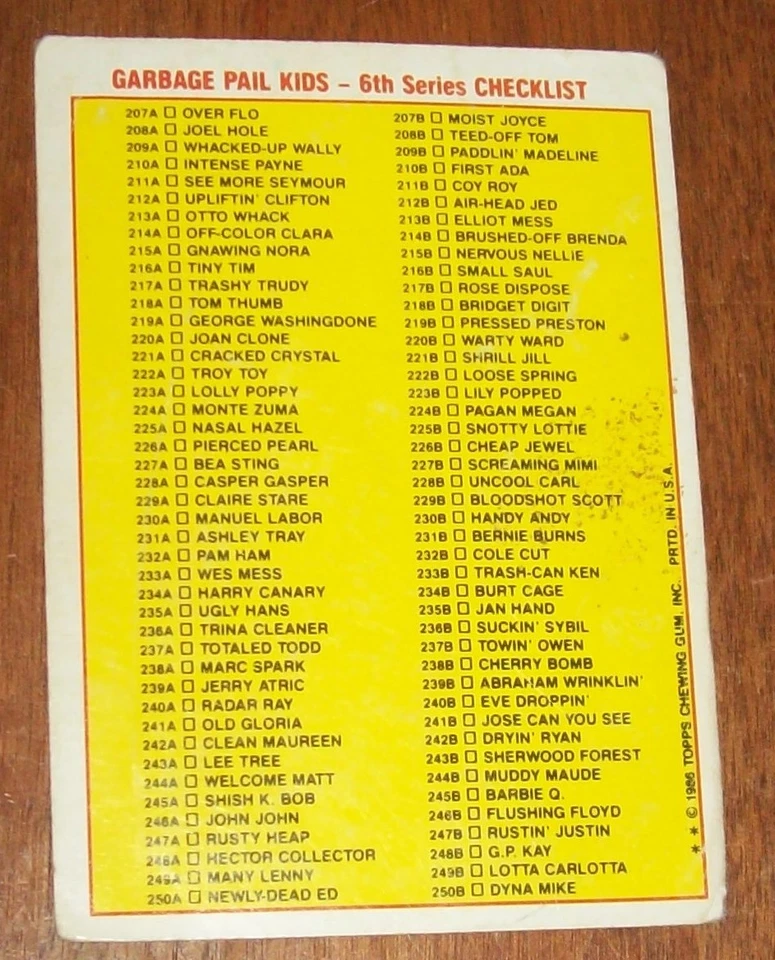 GARBAGE PAIL KIDS – 6th Series CHECKLIST
207A OVER FLO
208A JOEL HOLE
209A WHACKED-UP WALLY
210A INTENSE PAYNE
211A SEE MORE SEYMOUR
212A UPLIFTIN' CLIFTON
213A OTTO WHACK
214A OFF-COLOR CLARA
215A GNAWING NORA
216A TINY TIM
217A TRASHY TRUDY
218A TOM THUMB
219A GEORGE WASHINGDONE
220A JOAN CLONE
221A CRACKED CRYSTAL
222A TROY TOY
223A LOLLY POPPY
224A MONTE ZUMA
225A NASAL HAZEL
226A PIERCED PEARL
227A BEA STING
228A CASPER GASPER
229A CLAIRE STARE
230A MANUEL LABOR
231A ASHLEY TRAY
232A PAM HAM
233A WES MESS
234A HARRY CANARY
235A UGLY HANS
236A TRINA CLEANER
237A TOTALED TODD
238A MARC SPARK
239A JERRY ATRIC
240A RADAR RAY
241A OLD GLORIA
242A CLEAN MAUREEN
243A LEE TREE
244A WELCOME MATT
245A SHISH K. BOB
246A JOHN JOHN
247A RUSTY HEAP
248A HECTOR COLLECTOR
249A MANY LENNY
250A NEWLY-DEAD ED
207B MOIST JOYCE
208B TEED-OFF TOM
209B PADDLIN' MADELINE
210B FIRST ADA
211B COY ROY
212B AIR-HEAD JED
213B ELLIOT MESS
214B BRUSHED-OFF BRENDA
215B NERVOUS NELLIE
216B SMALL SAUL
217B ROSE DISPOSE
218B BRIDGET DIGIT
219B PRESSED PRESTON
220B WARTY WARD
221B SHRILL JILL
222B LOOSE SPRING
223B LILY POPPED
224B PAGAN MEGAN
225B SNOTTY LOTTIE
226B CHEAP JEWEL
227B SCREAMING MIMI
228B UNCOOL CARL
229B BLOODSHOT SCOTT
230B HANDY ANDY
231B BERNIE BURNS
232B COLE CUT
233B TRASH-CAN KEN
234B BURT CAGE
235B JAN HAND
236B SUCKIN' SYBIL
237B TOWIN' OWEN
238B CHERRY BOMB
239B ABRAHAM WRINKLIN'
240B EVE DROPPIN'
241B JOSE CAN YOU SEE
242B DRYIN' RYAN
243B SHERWOOD FOREST
244B MUDDY MAUDE
245B BARBIE Q.
246B FLUSHING FLOYD
247B RUSTIN' JUSTIN
248B G.P. KAY
249B LOTTA CARLOTTA
250B DYNA MIKE
** © 1986 TOPPS CHEWING GUM, INC. PRTD. IN U.S.A.